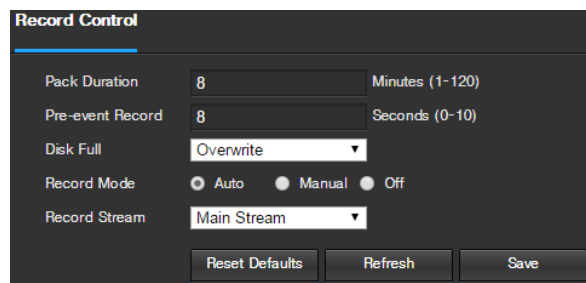 Record Control
Pack Duration 8 Minutes (1-120)
Pre-event Record 8 Seconds (0-10)
Disk Full Overwrite
Record Mode Auto Manual Off
Record Stream Main Stream
Reset Defaults Refresh Save